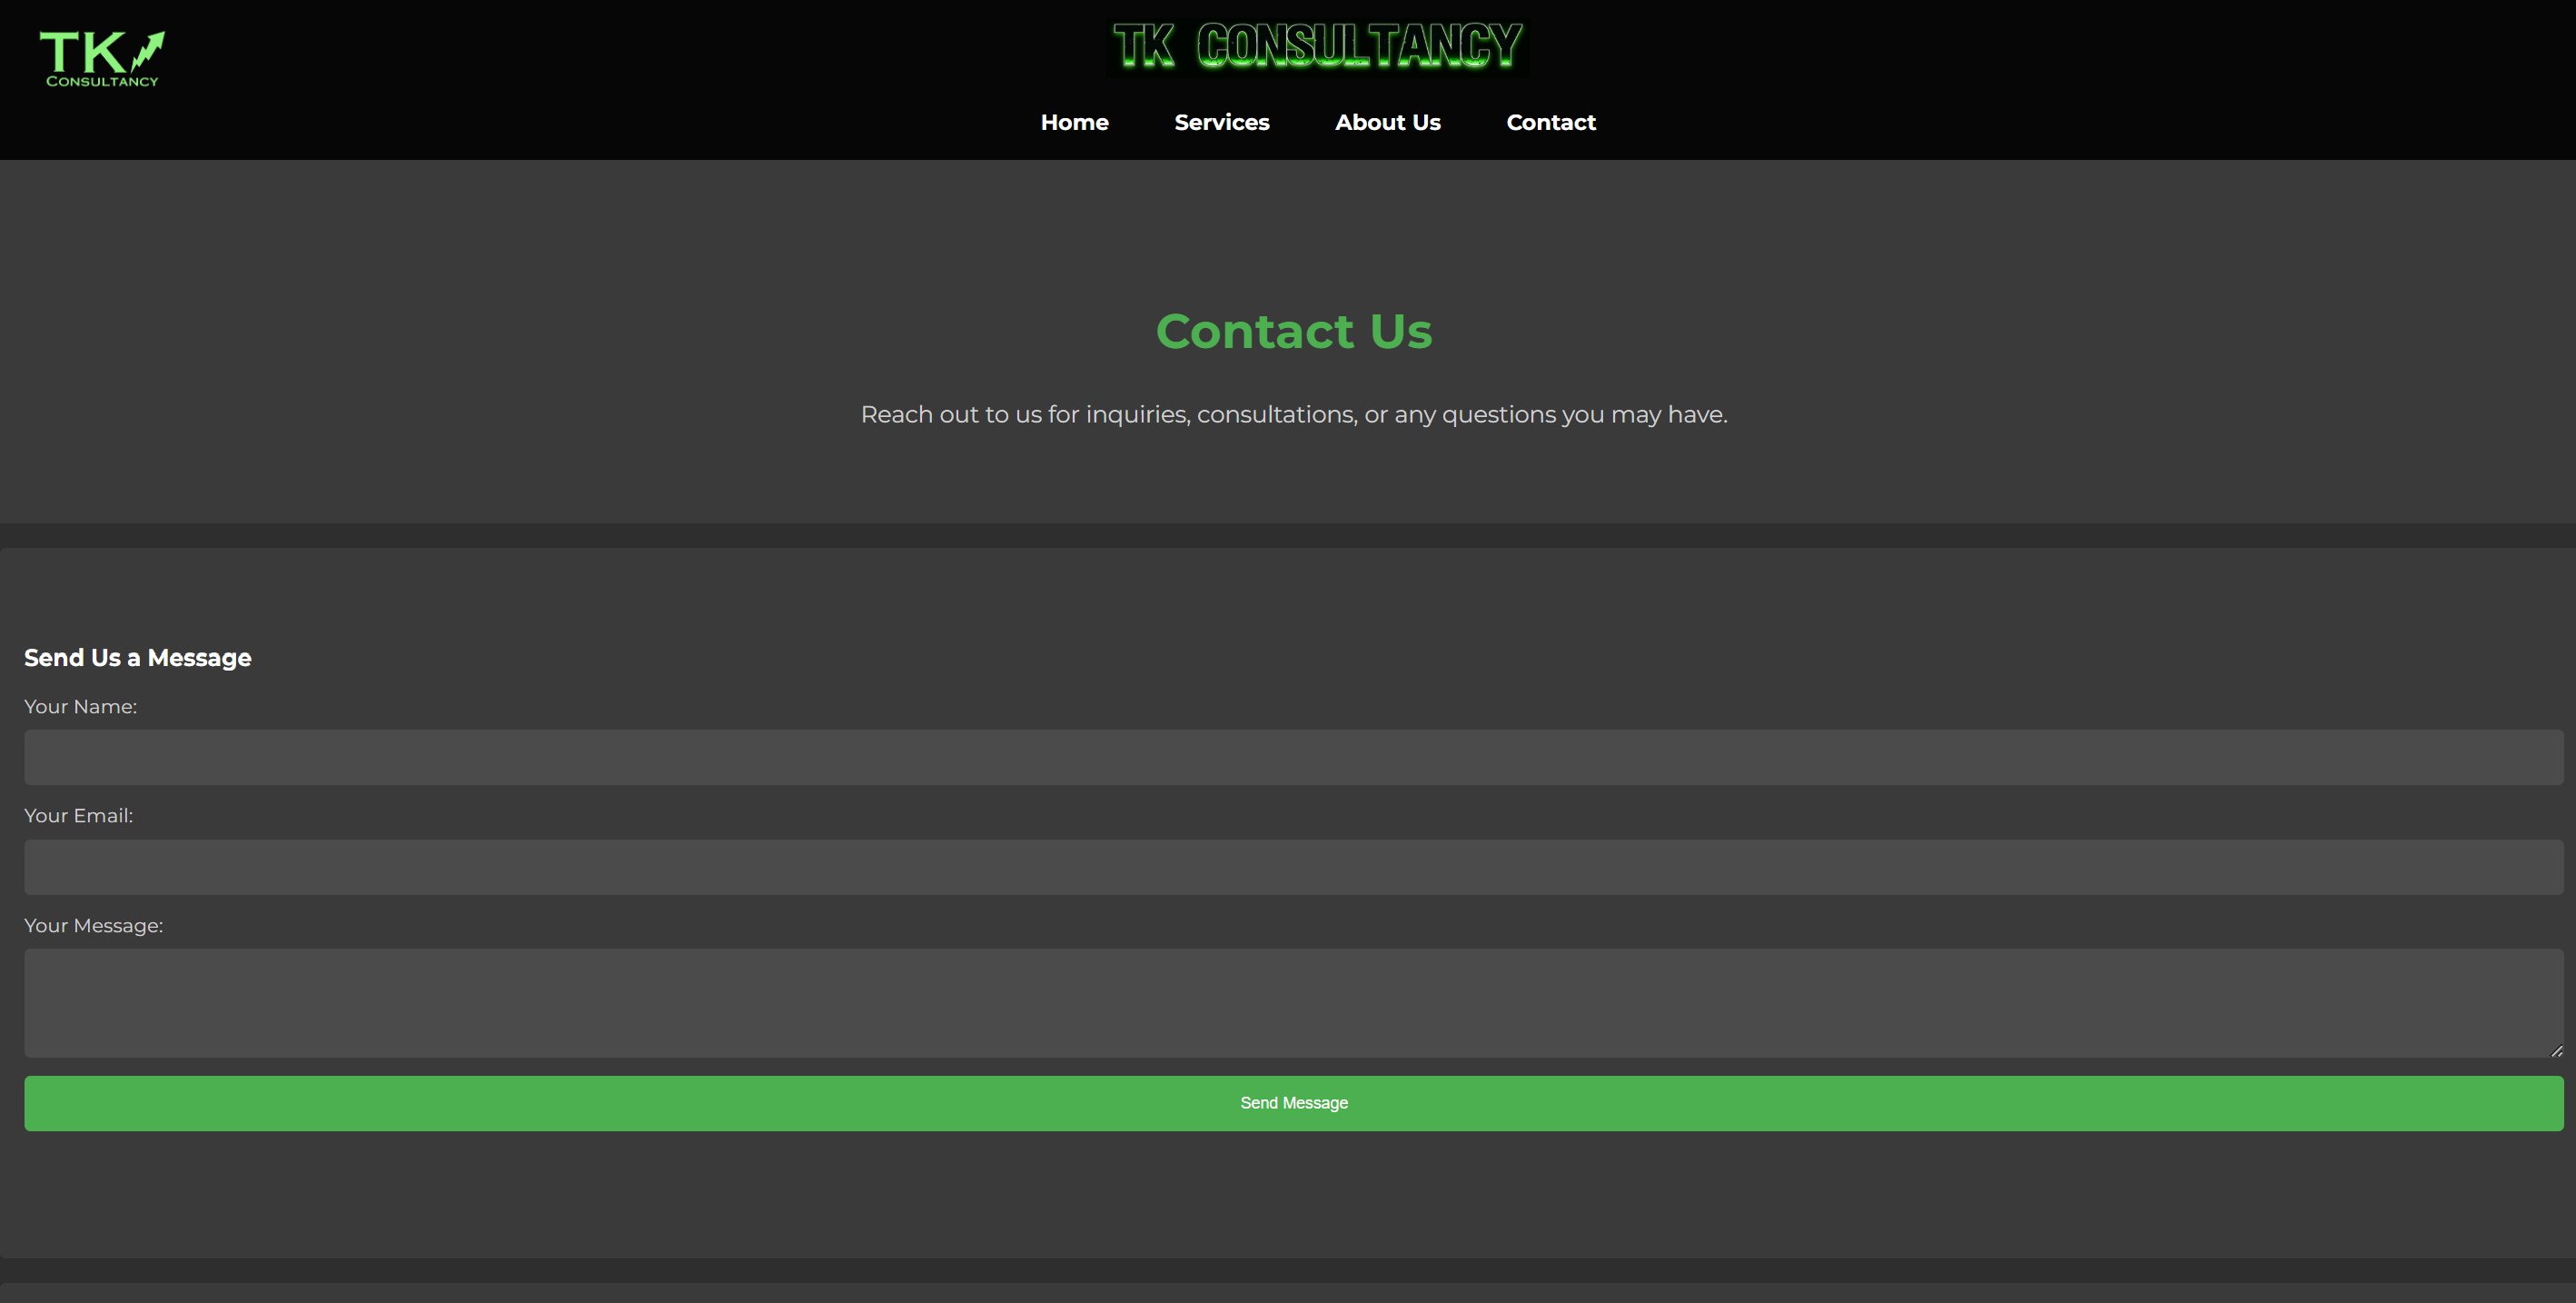 TK
CONSULTANCY
TK CONSULTANCY
Home Services About Us Contact
Contact Us
Reach out to us for inquiries, consultations, or any questions you may have.
Send Us a Message
Your Name:
Your Email:
Your Message:
Send Message